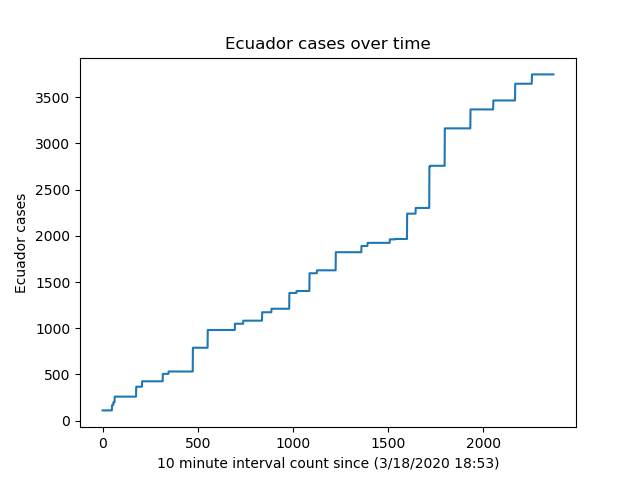 Ecuador cases over time
Ecuador cases
3500
3000
2500
2000
1500
1000
500
0
0 500 1000 1500 2000
10 minute interval count since (3/18/2020 18:53)